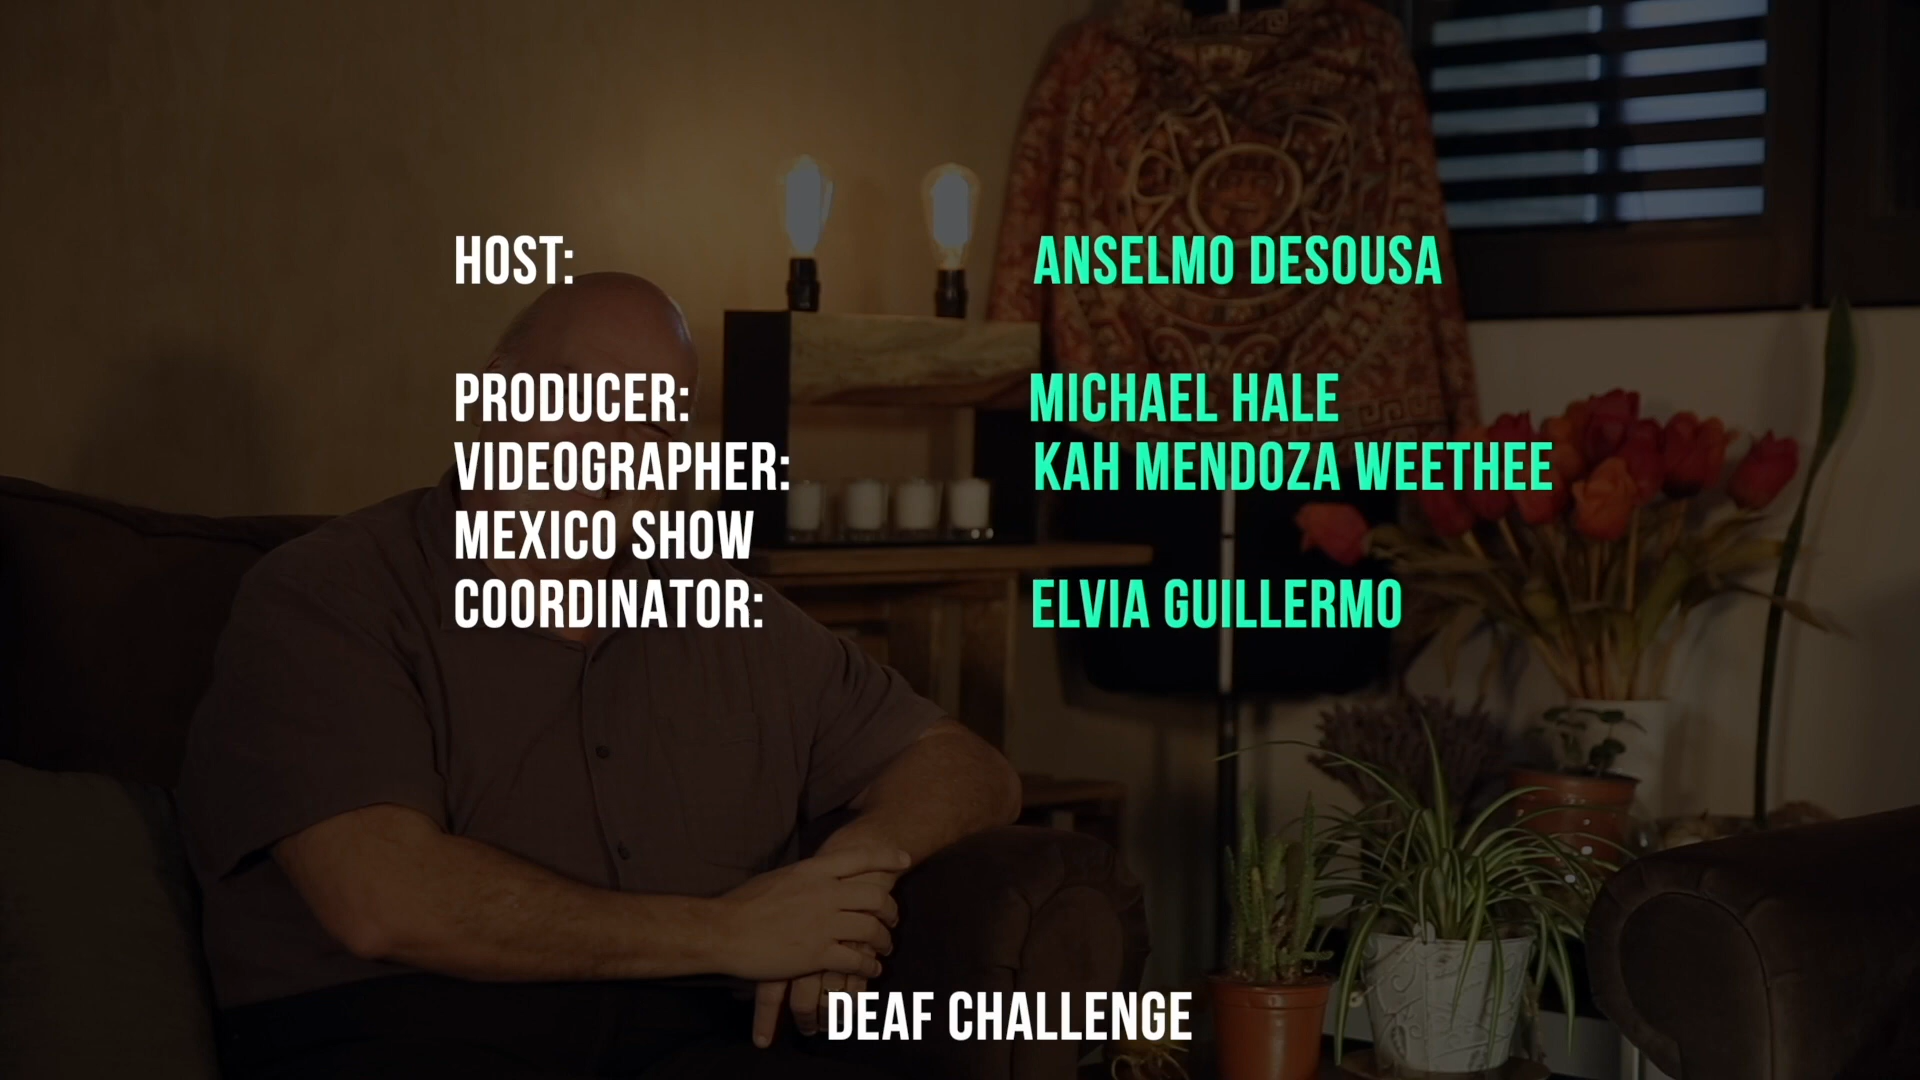 HOST: ANSELMO DESOUSA
PRODUCER: MICHAEL HALE
VIDEOGRAPHER: KAH MENDOZA WEETHEE
MEXICO SHOW
COORDINATOR: ELVIA GUILLERMO
DEAF CHALLENGE